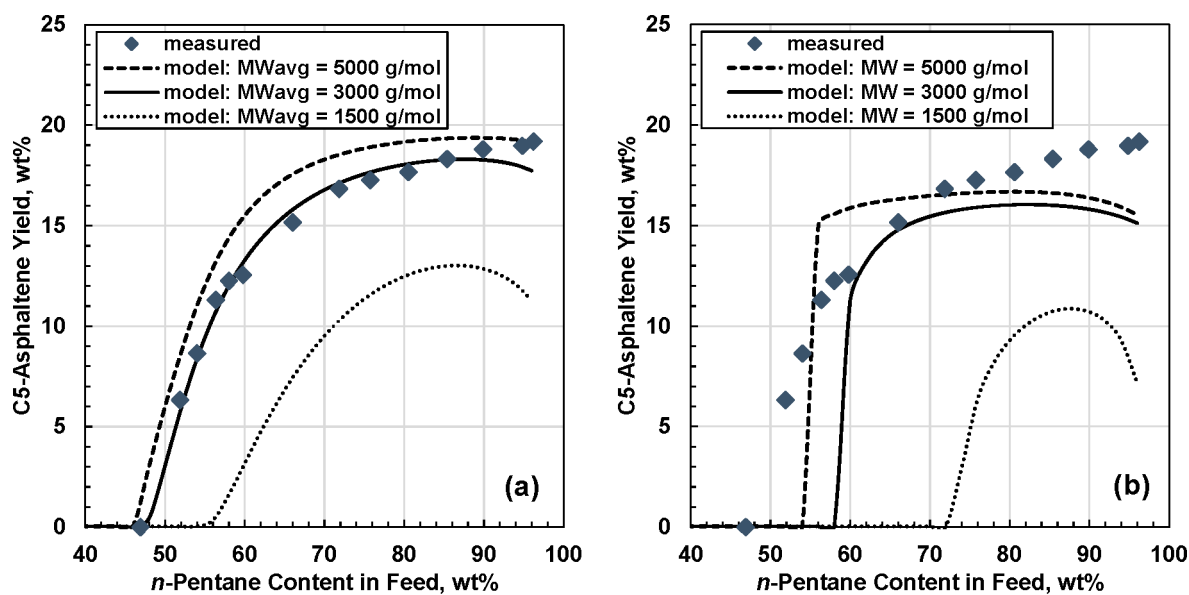 25
20
15
10
5
0
C5-Asphaltene Yield, wt%
measured
model: MWavg = 5000 g/mol
model: MWavg = 3000 g/mol
model: MWavg = 1500 g/mol
(a)
40 50 60 70 80 90 100
n-Pentane Content in Feed, wt%
25
20
15
10
5
0
C5-Asphaltene Yield, wt%
measured
model: MW = 5000 g/mol
model: MW = 3000 g/mol
model: MW = 1500 g/mol
(b)
40 50 60 70 80 90 100
n-Pentane Content in Feed, wt%